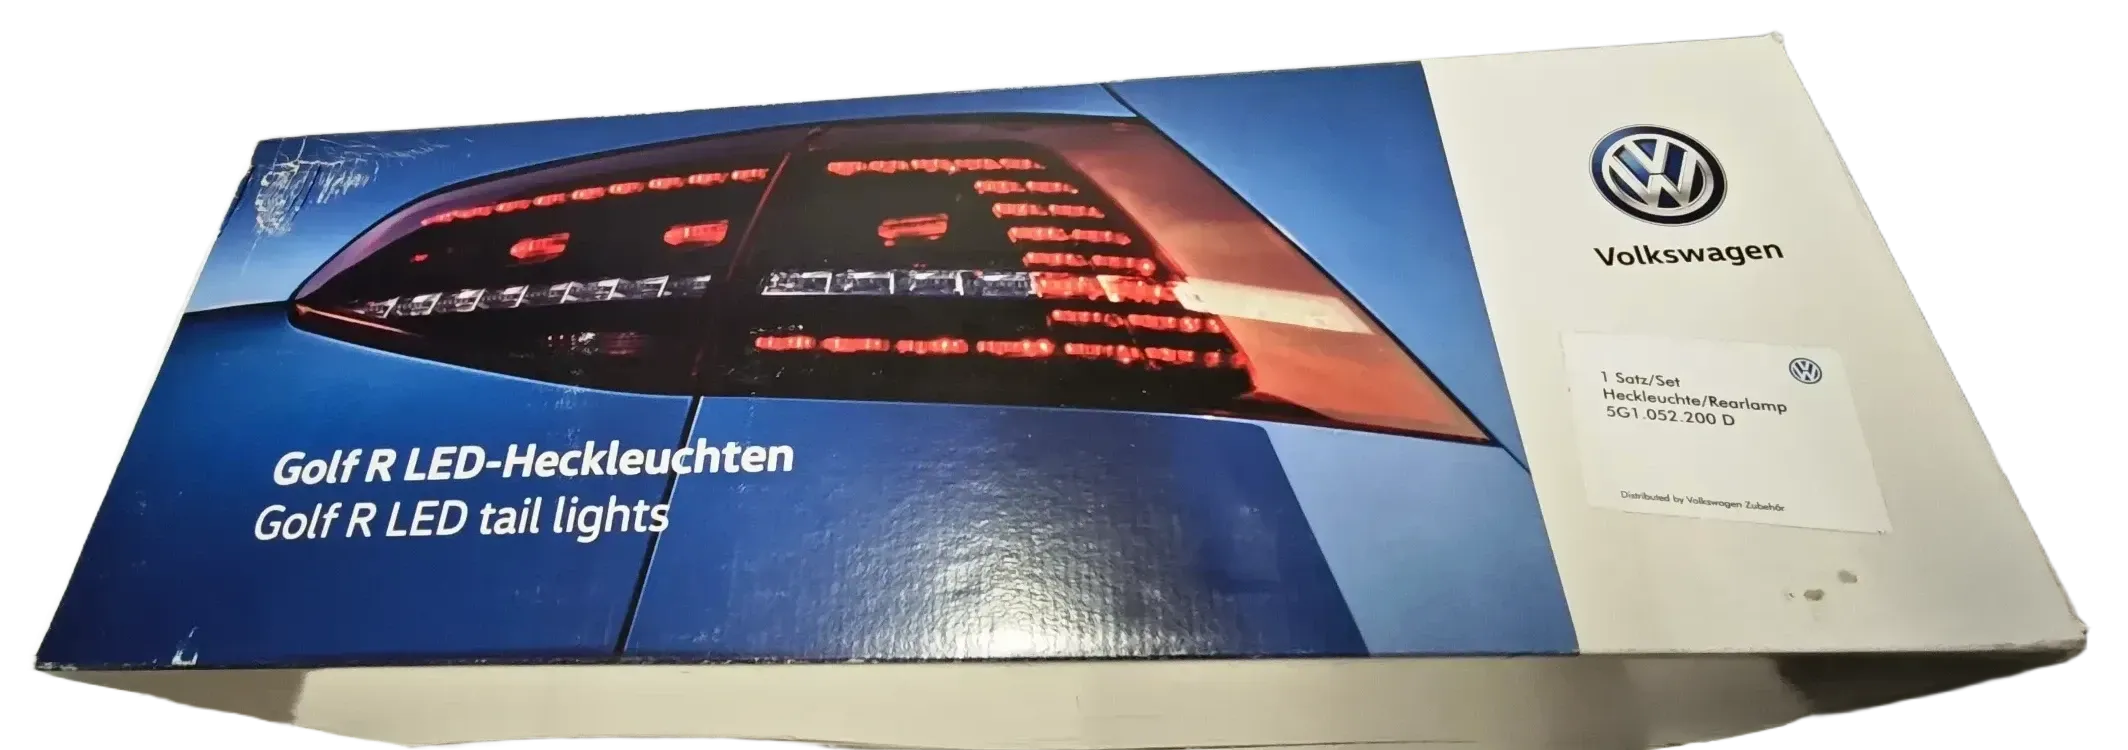 Golf R LED-Heckleuchten
Golf R LED tail lights
Volkswagen
1 Satz/Set
Heckleuchte/Rearlamp
5G1.052.200 D
Distributed by Volkswagen Zubehör